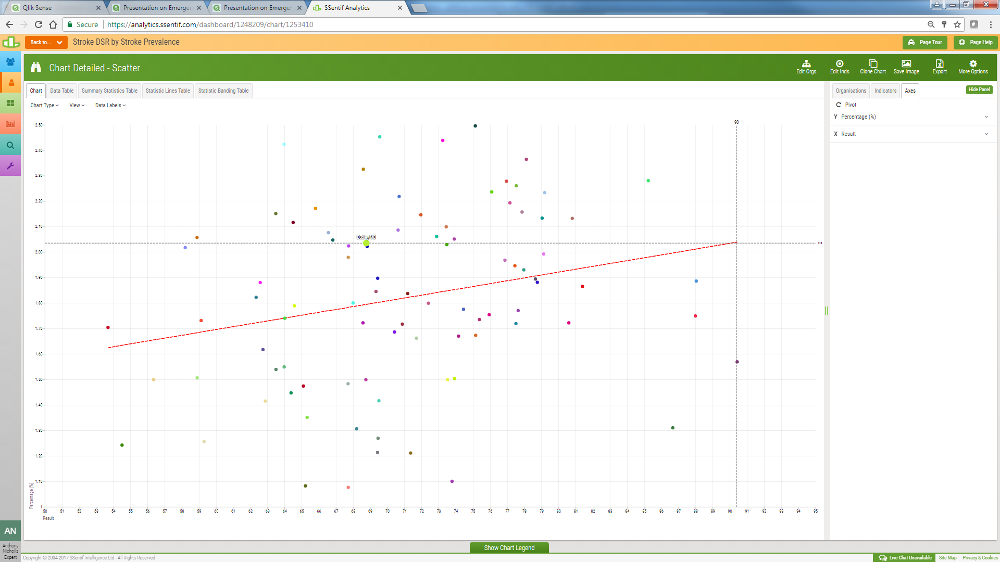 Qlik Sense
Presentation on Emerger
Presentation on Emerger
SSentif Analytics
Secure
https://analytics.ssentif.com/dashboard/1248209/chart/1253410
Back to...
Stroke DSR by Stroke Prevalence
Page Tour
Page Help
Chart Detailed - Scatter
Edit Orgs
Edit Inds
Clone Chart
Save Image
Export
More Options
Chart
Data Table
Summary Statistics Table
Statistic Lines Table
Statistic Banding Table
Organisations
Indicators
Axes
Hide Panel
Chart Type
View
Data Labels
Pivot
Y Percentage (%)
X Result
90
2.50
2.40
2.30
2.20
2.10
Dudley MB
2
2.00
1.90
1.80
1.70
1.60
1.50
1.40
1.30
1.20
1.10
1
Percentage (%)
50 51 52 53 54 55 56 57 58 59 60 61 62 63 64 65 66 67 68 69 70 71 72 73 74 75 76 77 78 79 80 81 82 83 84 85 86 87 88 89 90 91 92 93 94 95
Result
AN
Anthony
Nicholls
Expert
Show Chart Legend
Copyright © 2004-2017 SSentif Intelligence Ltd - All Rights Reserved
Live Chat Unavailable
Site Map
Privacy & Cookies